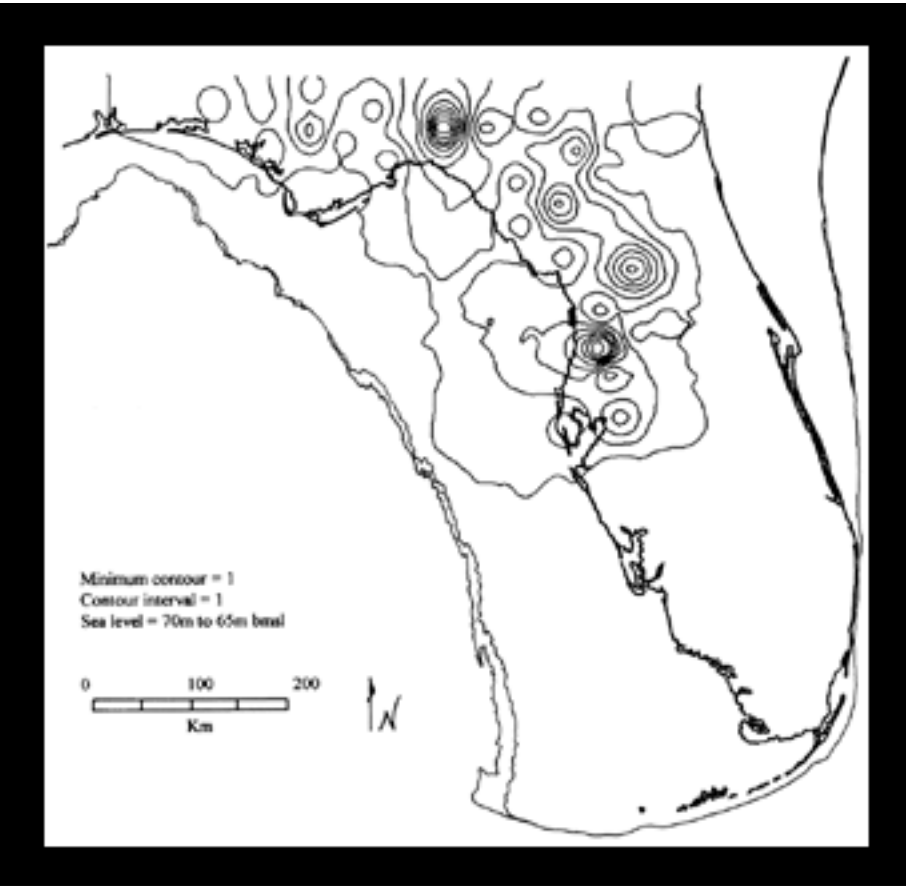 Minimum contour = 1
Contour interval = 1
Sea level = 70m to 65m bmsl
0 100 200
Km
N